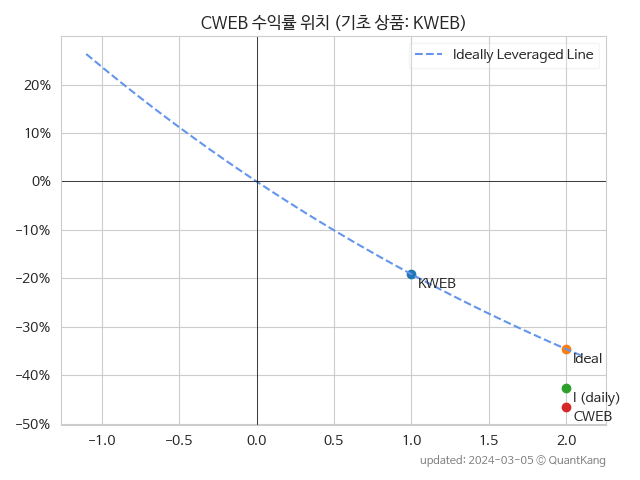 CWEB 수익률 위치 (기초 상품: KWEB)
Ideally Leveraged Line
20%
10%
0%
−10%
−20%
−30%
−40%
−50%
KWEB
Ideal
I (daily)
CWEB
−1.0
−0.5
0.0
0.5
1.0
1.5
2.0
updated: 2024-03-05 © QuantKang